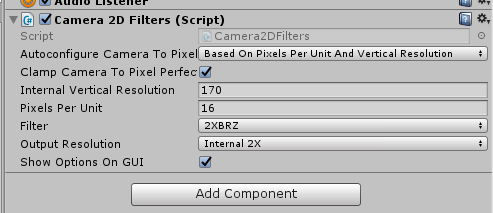 Audio Listener
Camera 2D Filters (Script)
Script Camera2DFilters
Autoconfigure Camera To Pixel Based On Pixels Per Unit And Vertical Resolution
Clamp Camera To Pixel Perfec
Internal Vertical Resolution 170
Pixels Per Unit 16
Filter 2XBRZ
Output Resolution Internal 2X
Show Options On GUI
Add Component